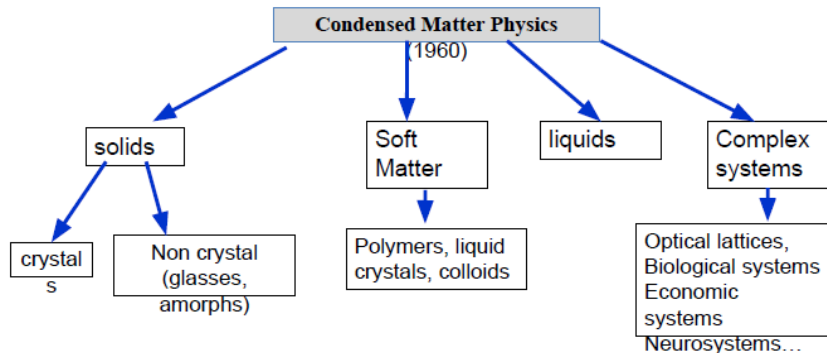 Condensed Matter Physics
(1960)
solids
Soft
Matter
liquids
Complex
systems
crystal
s
Non crystal
(glasses,
amorphs)
Polymers, liquid
crystals, colloids
Optical lattices,
Biological systems
Economic
systems
Neurosystems…